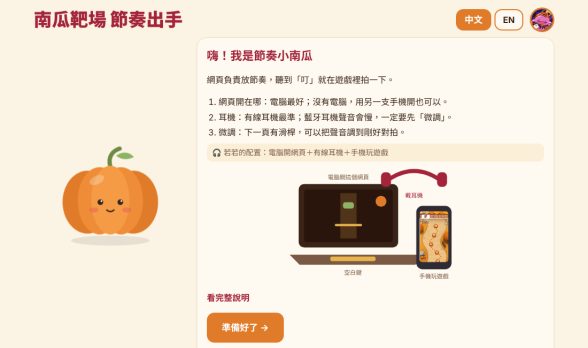 南瓜靶場 節奏出手
中文
EN
嗨！我是節奏小南瓜
網頁負責放節奏，聽到「叮」就在遊戲裡拍一下。
1. 網頁開在哪：電腦最好；沒有電腦，用另一支手機開也可以。
2. 耳機：有線耳機最準；藍牙耳機聲音會慢，一定要先「微調」。
3. 微調：下一頁有滑桿，可以把聲音調到剛好對拍。
🎧 若若的配置：電腦開網頁＋有線耳機＋手機玩遊戲
電腦開這個網頁
戴耳機
空白鍵
手機玩遊戲
看完整說明
準備好了 →